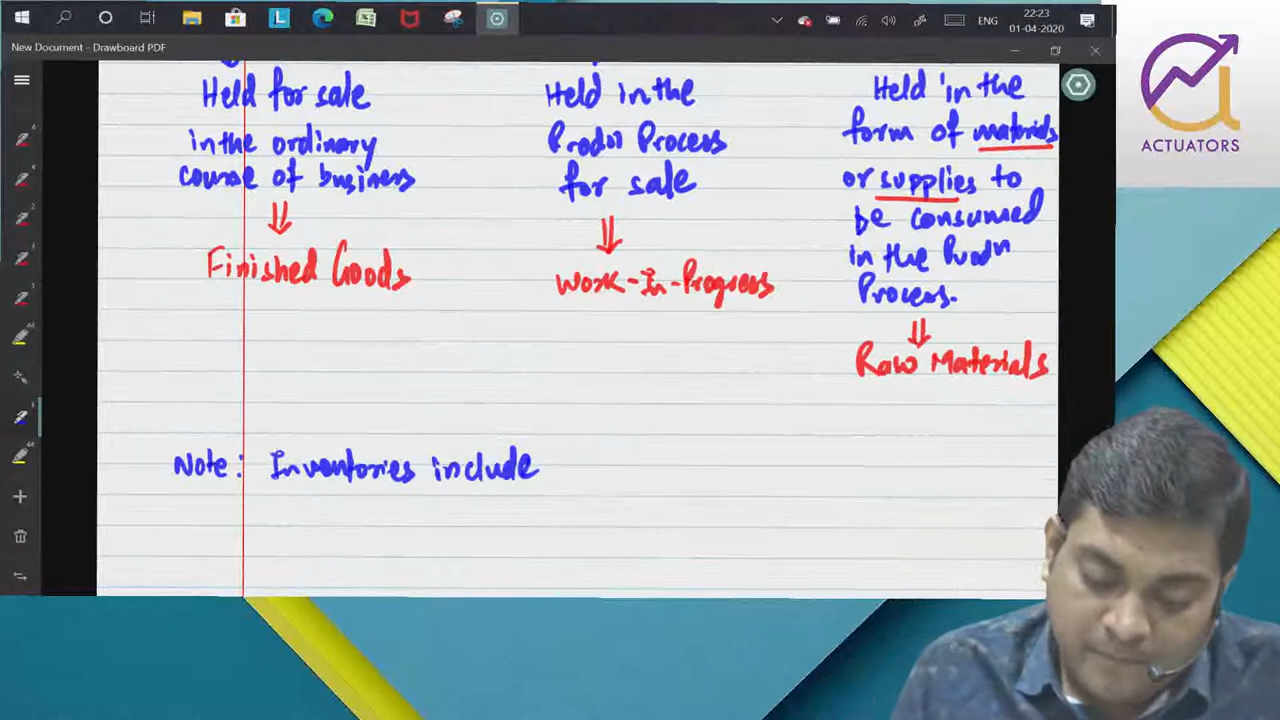 22:23
ENG
01-04-2020
New Document - Drawboard PDF
Held for sale
in the ordinary
course of business
Finished Goods
Held in the
Prodn Process
for sale
Work-In-Progress
Held in the
form of materials
or supplies to
be consumed
in the Prodn
Process.
Raw Materials
Note: Inventories include
ACTUATORS